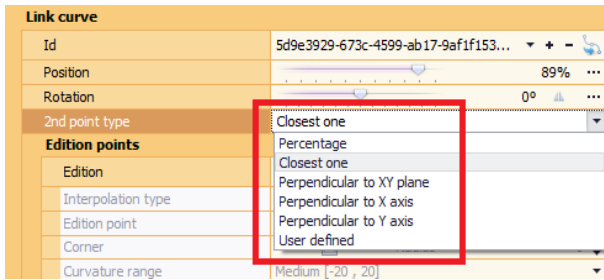 Link curve
Id 5d9e3929-673c-4599-ab17-9af1f153...
Position 89%
Rotation 0º
2nd point type Closest one
Edition points
Percentage
Closest one
Edition
Perpendicular to XY plane
Interpolation type
Perpendicular to X axis
Edition point
Perpendicular to Y axis
Corner
User defined
Curvature range Medium [-20 , 20]